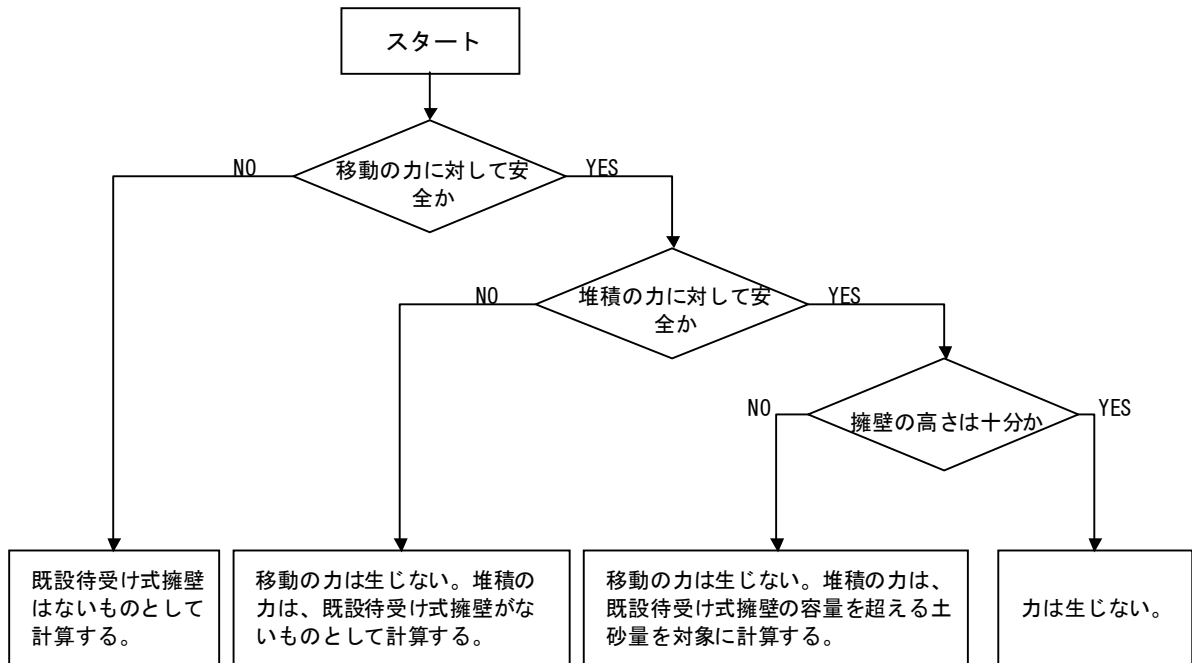 スタート
移動の力に対して安
全か
NO
YES
堆積の力に対して安
全か
NO
YES
擁壁の高さは十分か
NO
YES
既設待受け式擁壁
はないものとして
計算する。
移動の力は生じない。堆積の
力は、既設待受け式擁壁がな
いものとして計算する。
移動の力は生じない。堆積の力は、
既設待受け式擁壁の容量を超える土
砂量を対象に計算する。
力は生じない。